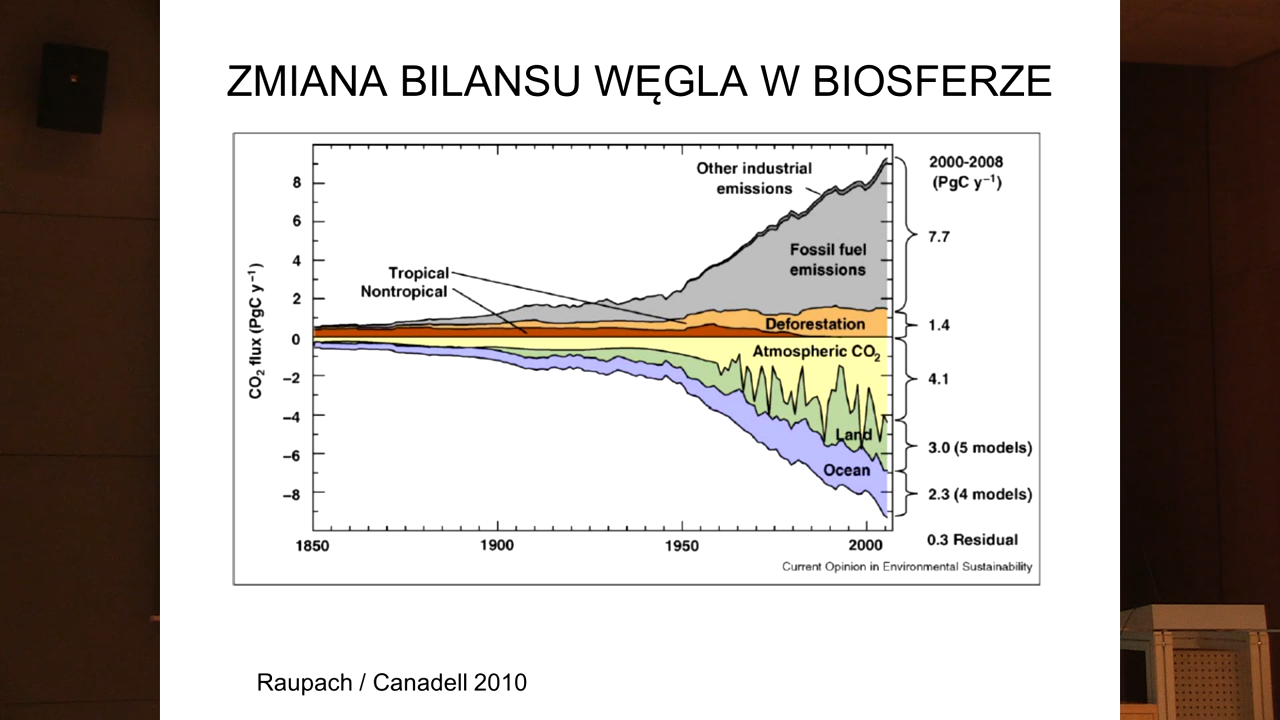 ZMIANA BILANSU WĘGLA W BIOSFERZE
Other industrial
emissions
2000-2008
(PgC y⁻¹)
8
6
4
2
0
−2
−4
−6
−8
CO₂ flux (PgC y⁻¹)
Tropical
Nontropical
Fossil fuel
emissions
Deforestation
Atmospheric CO₂
Land
Ocean
7.7
1.4
4.1
3.0 (5 models)
2.3 (4 models)
0.3 Residual
1850
1900
1950
2000
Current Opinion in Environmental Sustainability
Raupach / Canadell 2010